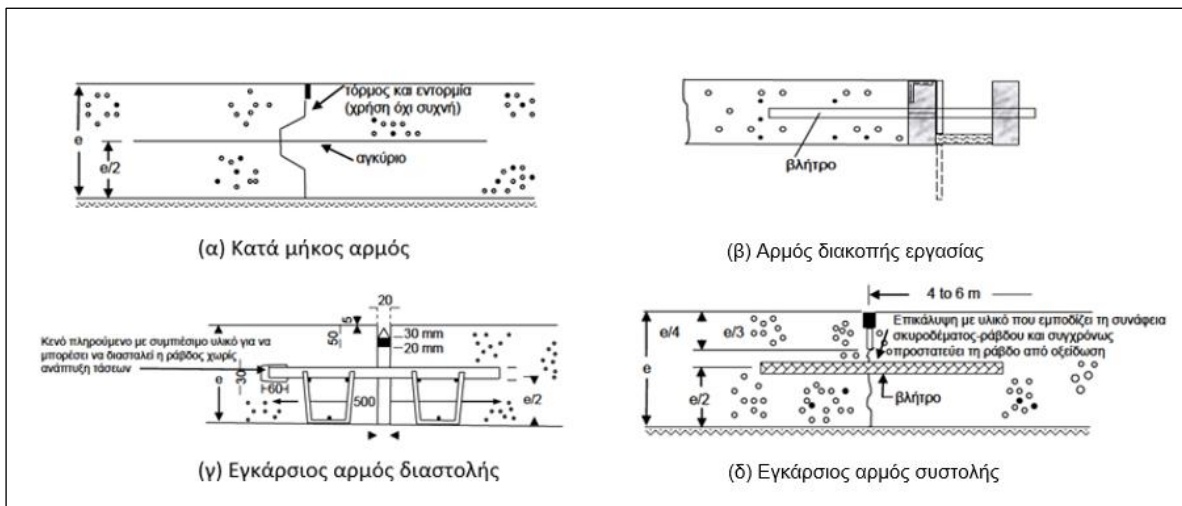 τόρμος και εντορμία
(χρήση όχι συχνή)
e
e/2
αγκύριο
(α) Κατά μήκος αρμός
βλήτρο
(β) Αρμός διακοπής εργασίας
20
5
50
30 mm
20 mm
Κενό πληρούμενο με συμπιέσιμο υλικό για να
μπορέσει να διασταλεί η ράβδος χωρίς
ανάπτυξη τάσεων
e
30
60
500
e/2
(γ) Εγκάρσιος αρμός διαστολής
4 to 6 m
e/4
e/3
Επικάλυψη με υλικό που εμποδίζει τη συνάφεια
σκυροδέματος-ράβδου και συγχρόνως
προστατεύει τη ράβδο από οξείδωση
e
e/2
βλήτρο
(δ) Εγκάρσιος αρμός συστολής